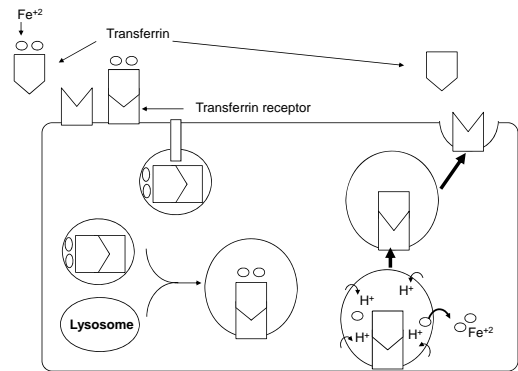 Fe+2
Transferrin
Transferrin receptor
Lysosome
H+
H+
H+
H+
Fe+2